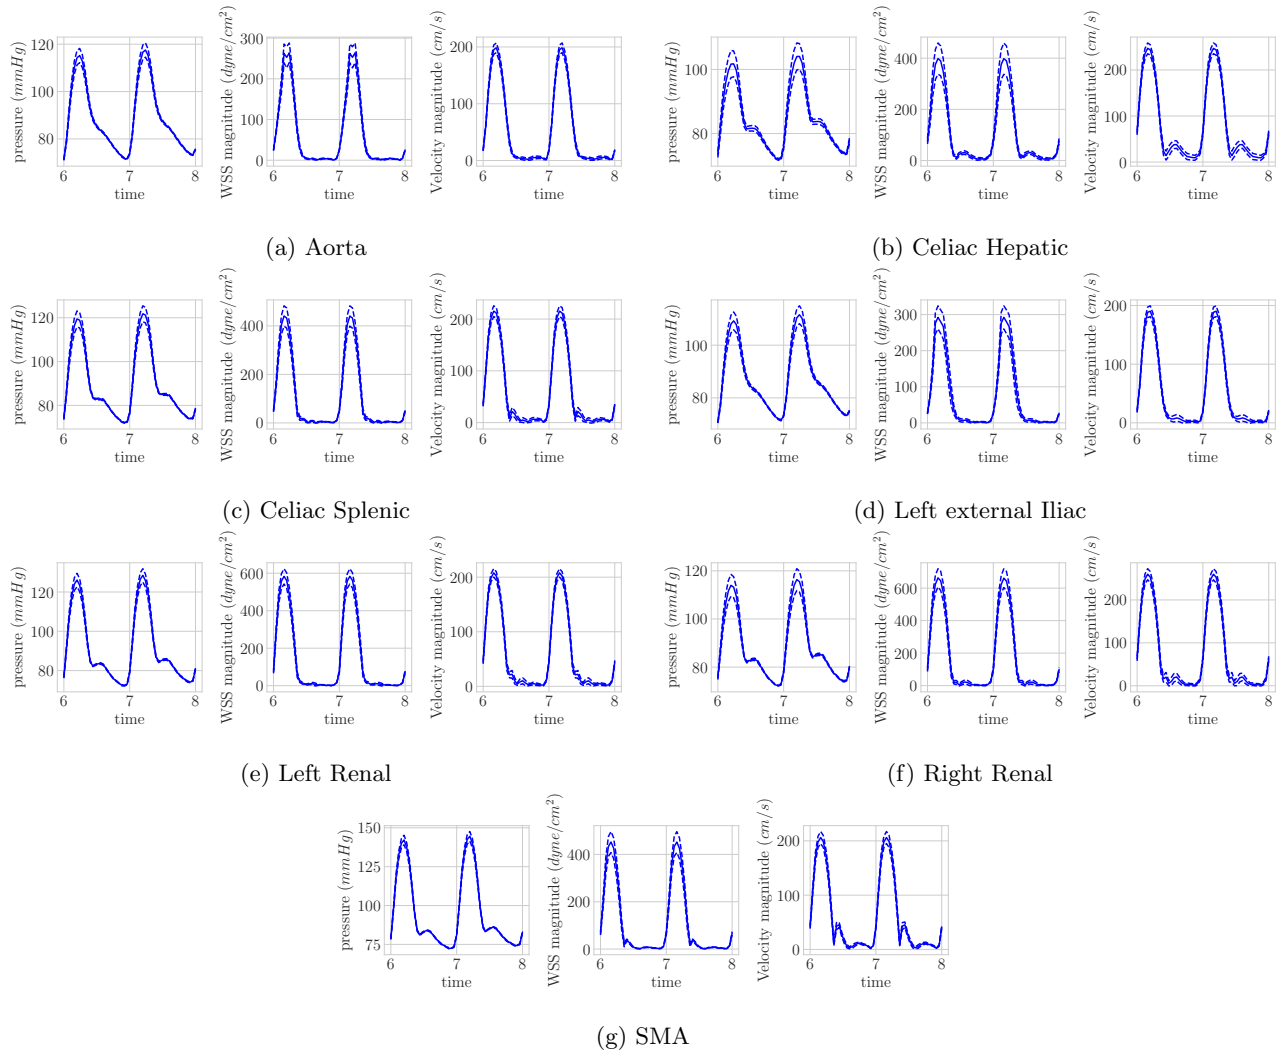 pressure (mmHg)
120
100
80
6
7
8
time
WSS magnitude (dyne/cm²)
300
200
100
0
6
7
8
time
Velocity magnitude (cm/s)
200
100
0
6
7
8
time
(a) Aorta
pressure (mmHg)
100
80
6
7
8
time
WSS magnitude (dyne/cm²)
400
200
0
6
7
8
time
Velocity magnitude (cm/s)
200
100
0
6
7
8
time
(b) Celiac Hepatic
pressure (mmHg)
120
100
80
6
7
8
time
WSS magnitude (dyne/cm²)
400
200
0
6
7
8
time
Velocity magnitude (cm/s)
200
100
0
6
7
8
time
(c) Celiac Splenic
pressure (mmHg)
100
80
6
7
8
time
WSS magnitude (dyne/cm²)
300
200
100
0
6
7
8
time
Velocity magnitude (cm/s)
200
100
0
6
7
8
time
(d) Left external Iliac
pressure (mmHg)
120
100
80
6
7
8
time
WSS magnitude (dyne/cm²)
600
400
200
0
6
7
8
time
Velocity magnitude (cm/s)
200
100
0
6
7
8
time
(e) Left Renal
pressure (mmHg)
120
100
80
6
7
8
time
WSS magnitude (dyne/cm²)
600
400
200
0
6
7
8
time
Velocity magnitude (cm/s)
200
100
0
6
7
8
time
(f) Right Renal
pressure (mmHg)
150
125
100
75
6
7
8
time
WSS magnitude (dyne/cm²)
400
200
0
6
7
8
time
Velocity magnitude (cm/s)
200
100
0
6
7
8
time
(g) SMA